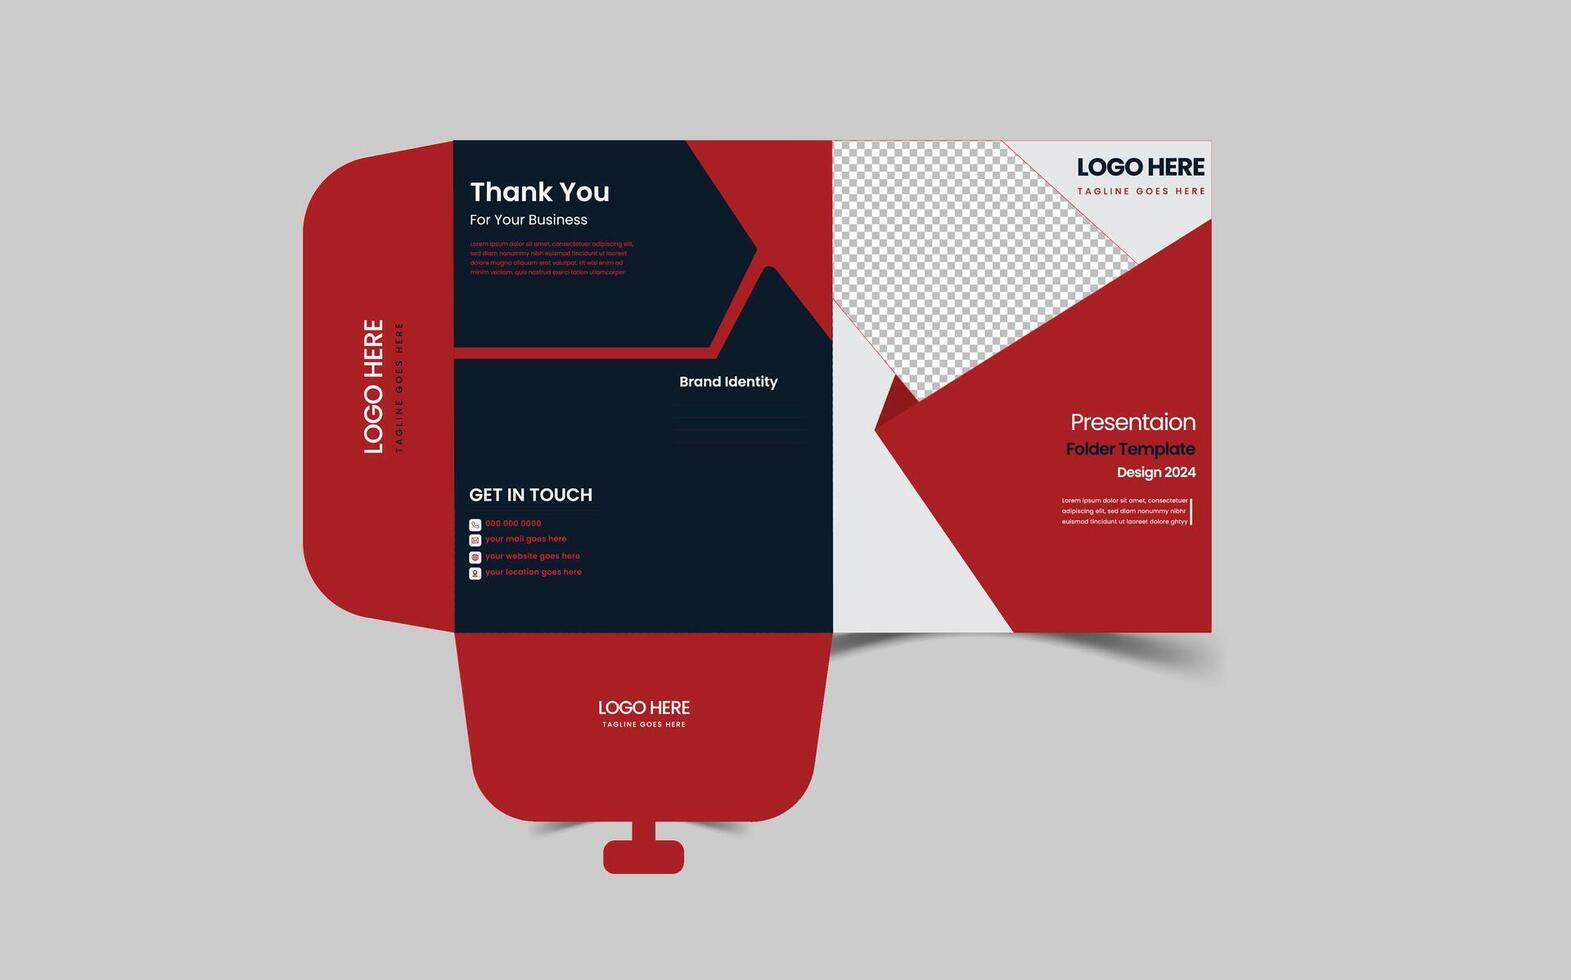 LOGO HERE
TAGLINE GOES HERE
Thank You
For Your Business
Lorem ipsum dolor sit amet, consectetuer adipiscing elit,
sed diam nonummy nibh euismod tincidunt ut laoreet
dolore magna aliquam erat volutpat. Ut wisi enim ad
minim veniam, quis nostrud exerci tation ullamcorper
Brand Identity
GET IN TOUCH
000 000 0000
your mail goes here
your website goes here
your location goes here
LOGO HERE
TAGLINE GOES HERE
LOGO HERE
TAGLINE GOES HERE
Presentaion
Folder Template
Design 2024
Lorem ipsum dolor sit amet, consectetuer
adipiscing elit, sed diam nonummy nibhr
euismod tincidunt ut laoreet dolore ghtyy